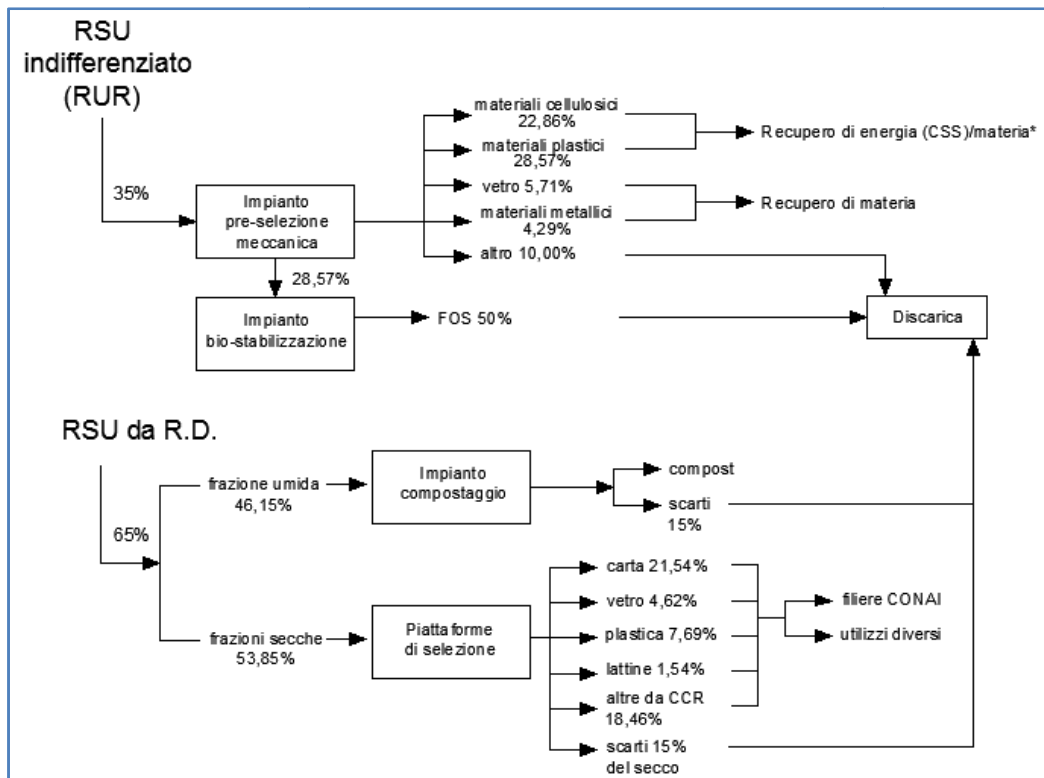 RSU
indifferenziato
(RUR)
35%
Impianto
pre-selezione
meccanica
materiali cellulosici
22,86%
materiali plastici
28,57%
vetro 5,71%
materiali metallici
4,29%
altro 10,00%
Recupero di energia (CSS)/materia*
Recupero di materia
28,57%
Impianto
bio-stabilizzazione
FOS 50%
Discarica
RSU da R.D.
65%
frazione umida
46,15%
Impianto
compostaggio
compost
scarti
15%
frazioni secche
53,85%
Piattaforme
di selezione
carta 21,54%
vetro 4,62%
plastica 7,69%
lattine 1,54%
altre da CCR
18,46%
scarti 15%
del secco
filiere CONAI
utilizzi diversi